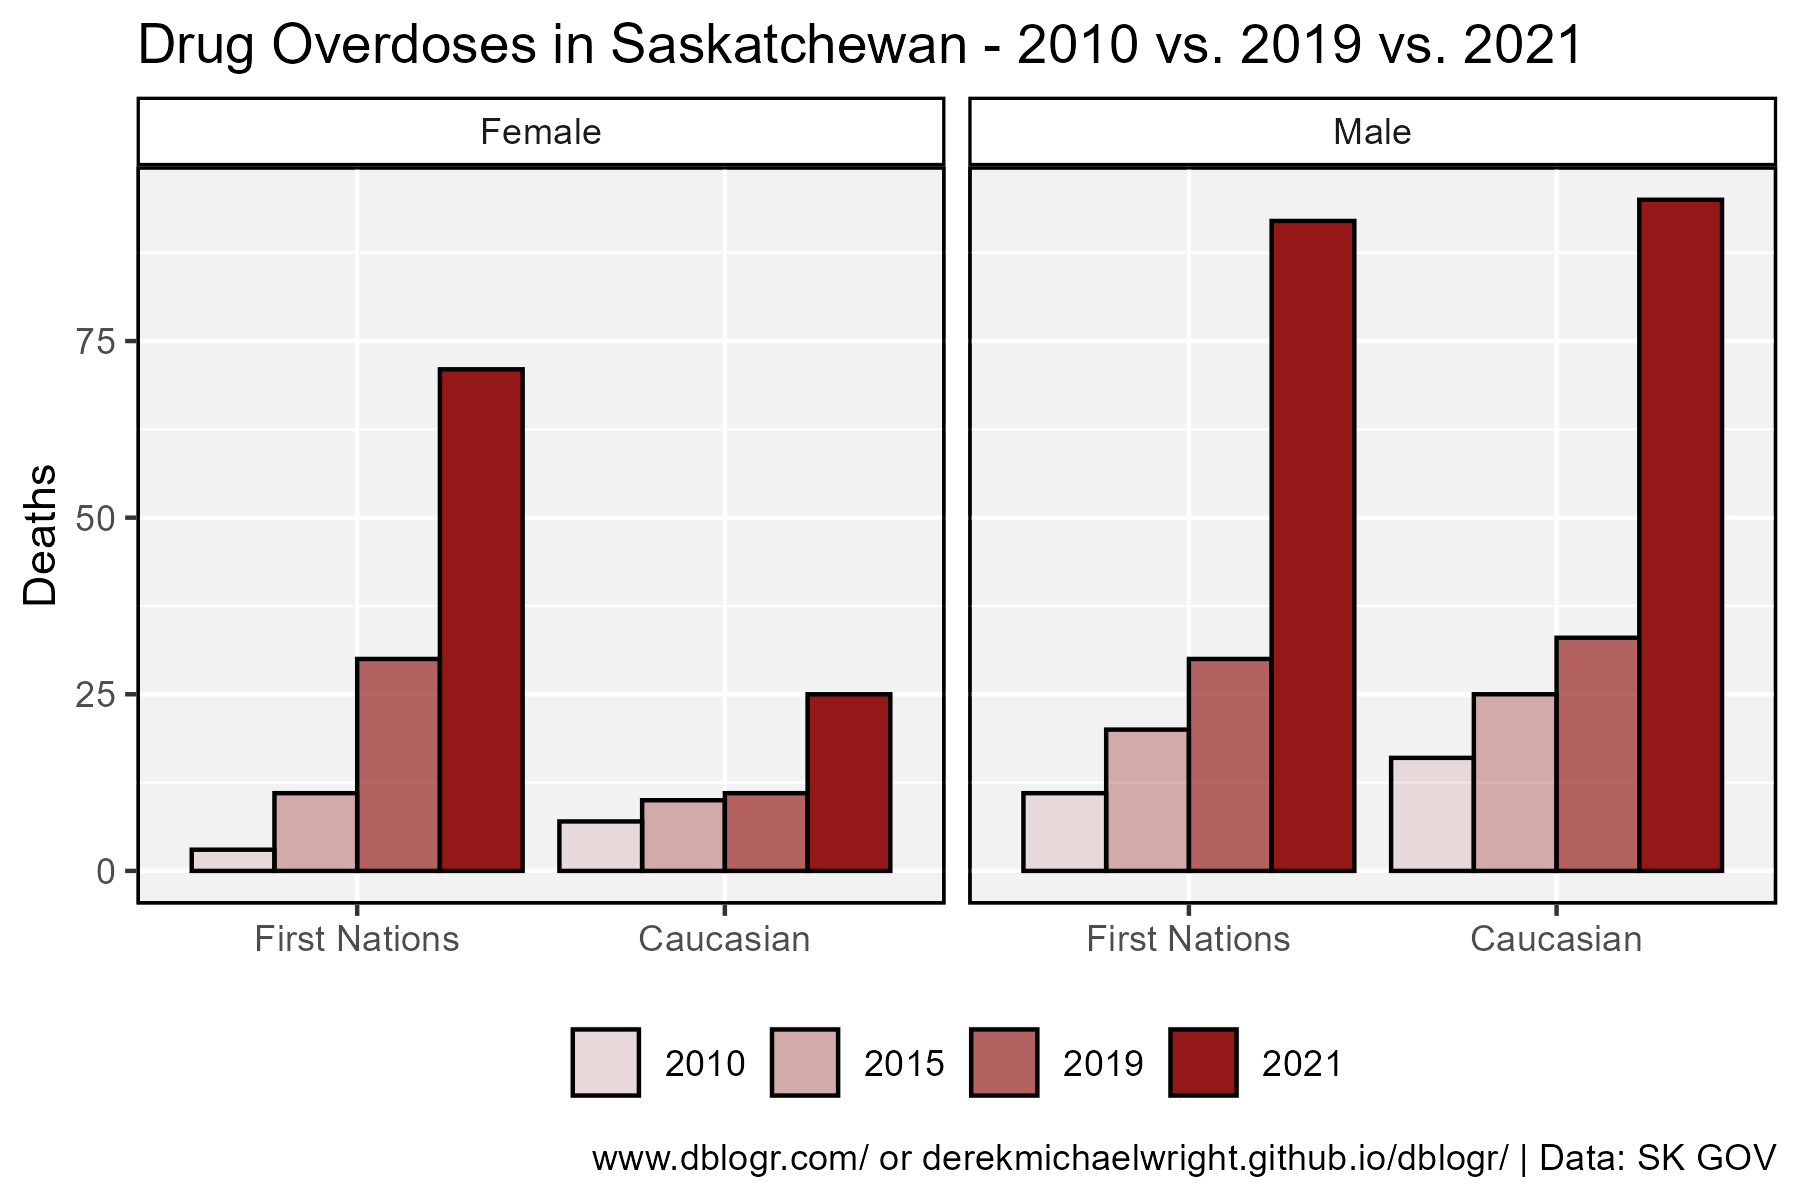 Drug Overdoses in Saskatchewan - 2010 vs. 2019 vs. 2021
Female
Male
Deaths
75
50
25
0
First Nations
Caucasian
First Nations
Caucasian
2010
2015
2019
2021
www.dblogr.com/ or derekmichaelwright.github.io/dblogr/ | Data: SK GOV